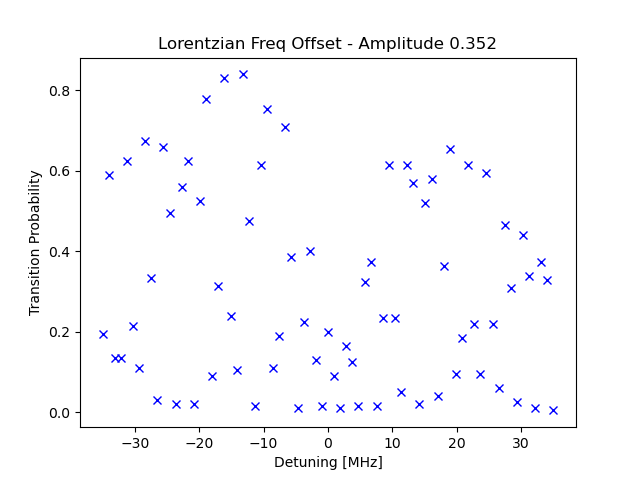 Lorentzian Freq Offset - Amplitude 0.352
Transition Probability
0.8
0.6
0.4
0.2
0.0
−30 −20 −10 0 10 20 30
Detuning [MHz]